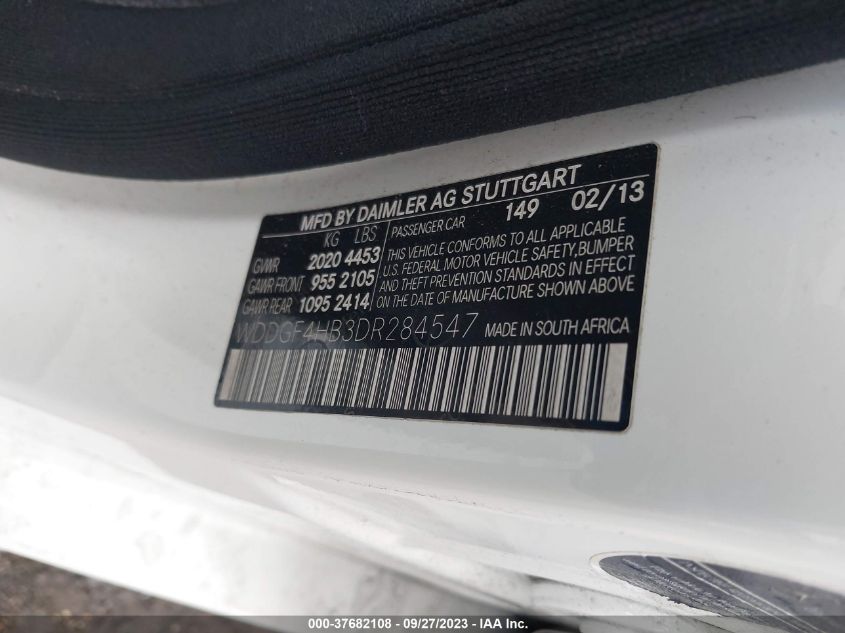 MFD BY DAIMLER AG STUTTGART
KG LBS PASSENGER CAR 149 02/13
GVWR 2020 4453
GAWR FRONT 955 2105
GAWR REAR 1095 2414
THIS VEHICLE CONFORMS TO ALL APPLICABLE
U.S. FEDERAL MOTOR VEHICLE SAFETY, BUMPER
AND THEFT PREVENTION STANDARDS IN EFFECT
ON THE DATE OF MANUFACTURE SHOWN ABOVE
WDDGF4HB3DR284547 MADE IN SOUTH AFRICA
000-37682108 - 09/27/2023 - IAA Inc.